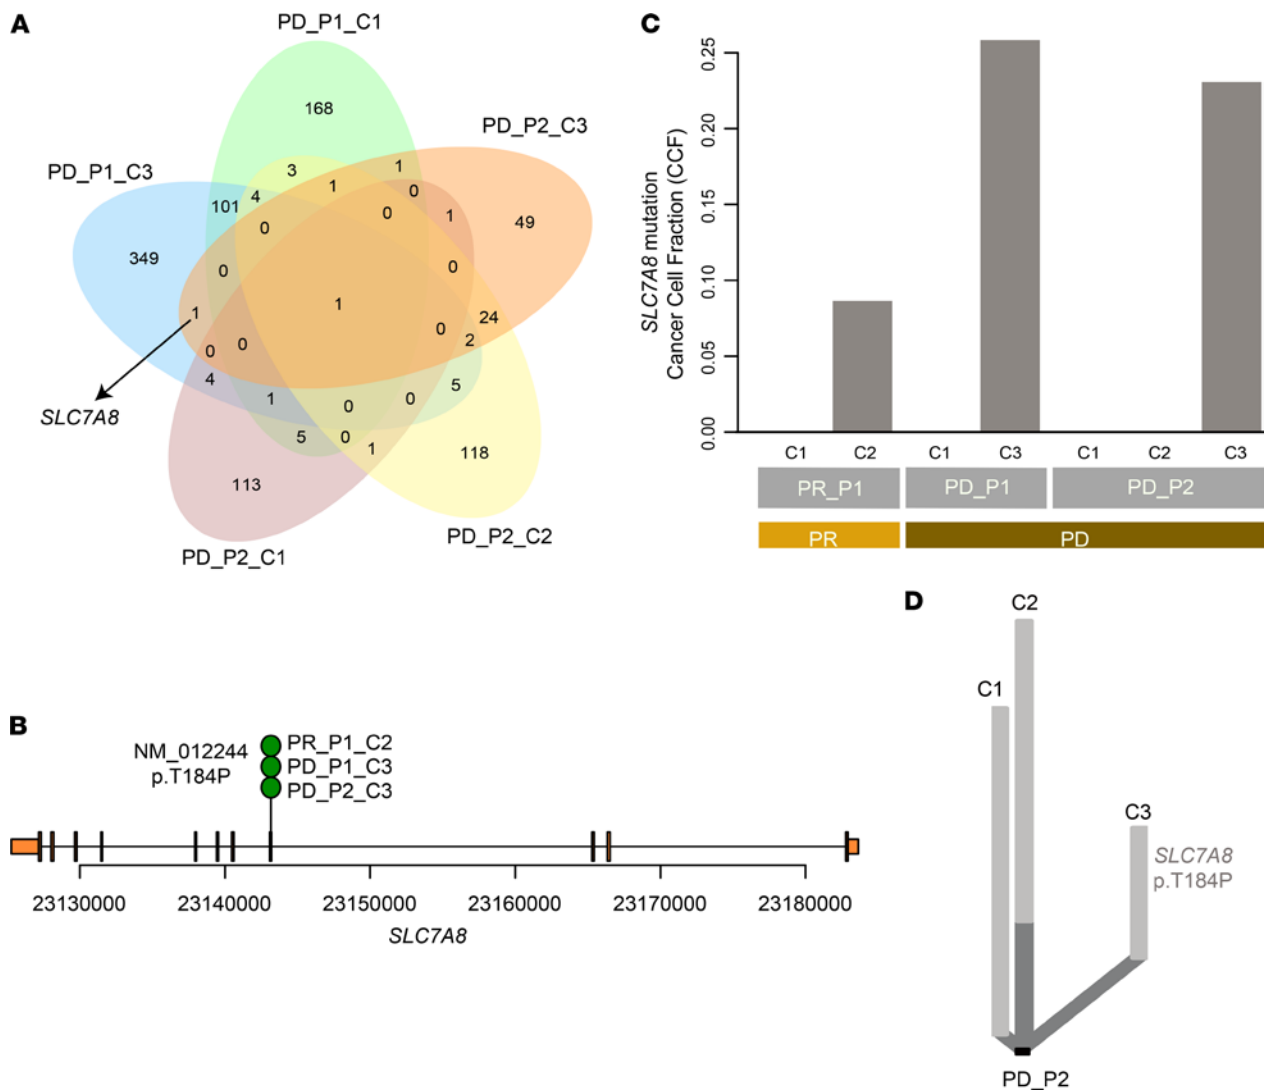 A
PD_P1_C1
PD_P2_C3
PD_P1_C3
168
3
1
1
0
4
101
1
49
0
0
349
0
0
1
1
24
0
2
0
0
4
5
1
0
0
5
0
1
118
113
SLC7A8
PD_P2_C2
PD_P2_C1
C
SLC7A8 mutation
Cancer Cell Fraction (CCF)
0.25
0.20
0.15
0.10
0.05
0.00
C1 C2 C1 C3 C1 C2 C3
PR_P1 PD_P1 PD_P2
PR PD
B
NM_012244
p.T184P
PR_P1_C2
PD_P1_C3
PD_P2_C3
23130000 23140000 23150000 23160000 23170000 23180000
SLC7A8
D
C2
C1
C3
SLC7A8
p.T184P
PD_P2